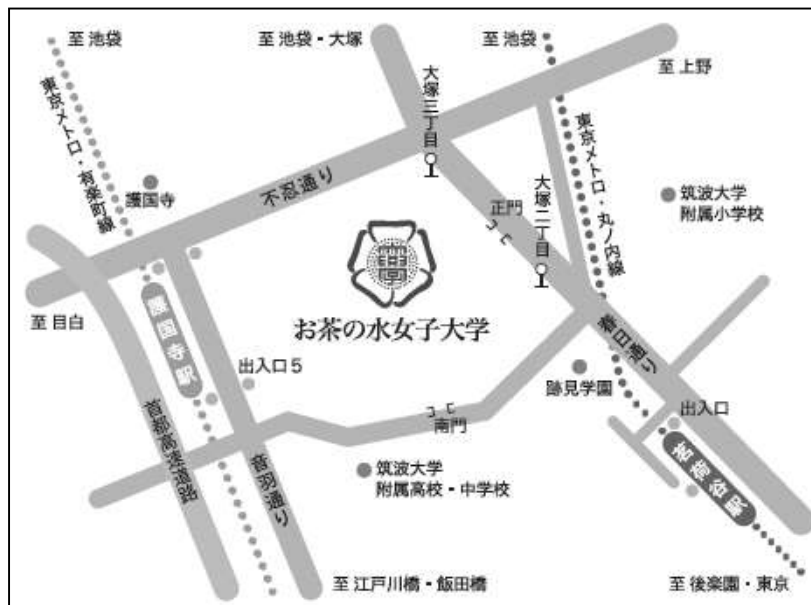 至 池袋
至 池袋・大塚
至 池袋
至 上野
大塚三丁目
東京メトロ・有楽町線
東京メトロ・丸ノ内線
護国寺
不忍通り
正門
大塚二丁目
筑波大学
附属小学校
至 目白
護国寺駅
お茶の水女子大学
春日通り
出入口5
跡見学園
首都高速道路
南門
出入口
音羽通り
筑波大学
附属高校・中学校
茗荷谷駅
至 江戸川橋・飯田橋
至 後楽園・東京